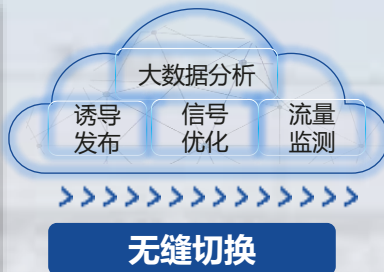 大数据分析
诱导 信号 流量
发布 优化 监测
无缝切换